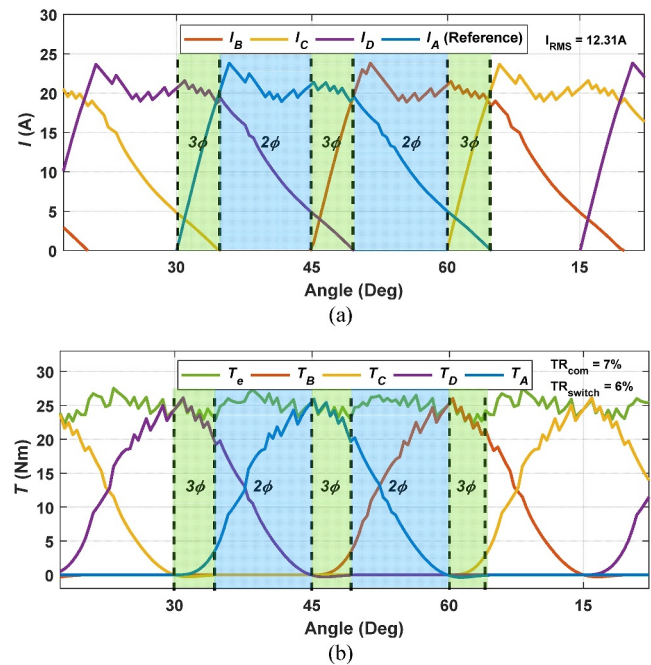 I_B I_C I_D I_A (Reference)
I_RMS = 12.31A
25
20
15
10
5
0
I (A)
3ϕ 2ϕ 3ϕ 2ϕ 3ϕ
30 45 60 15
Angle (Deg)
(a)
T_e T_B T_C T_D T_A
TR_com = 7%
TR_switch = 6%
30
25
20
15
10
5
0
T (Nm)
3ϕ 2ϕ 3ϕ 2ϕ 3ϕ
30 45 60 15
Angle (Deg)
(b)